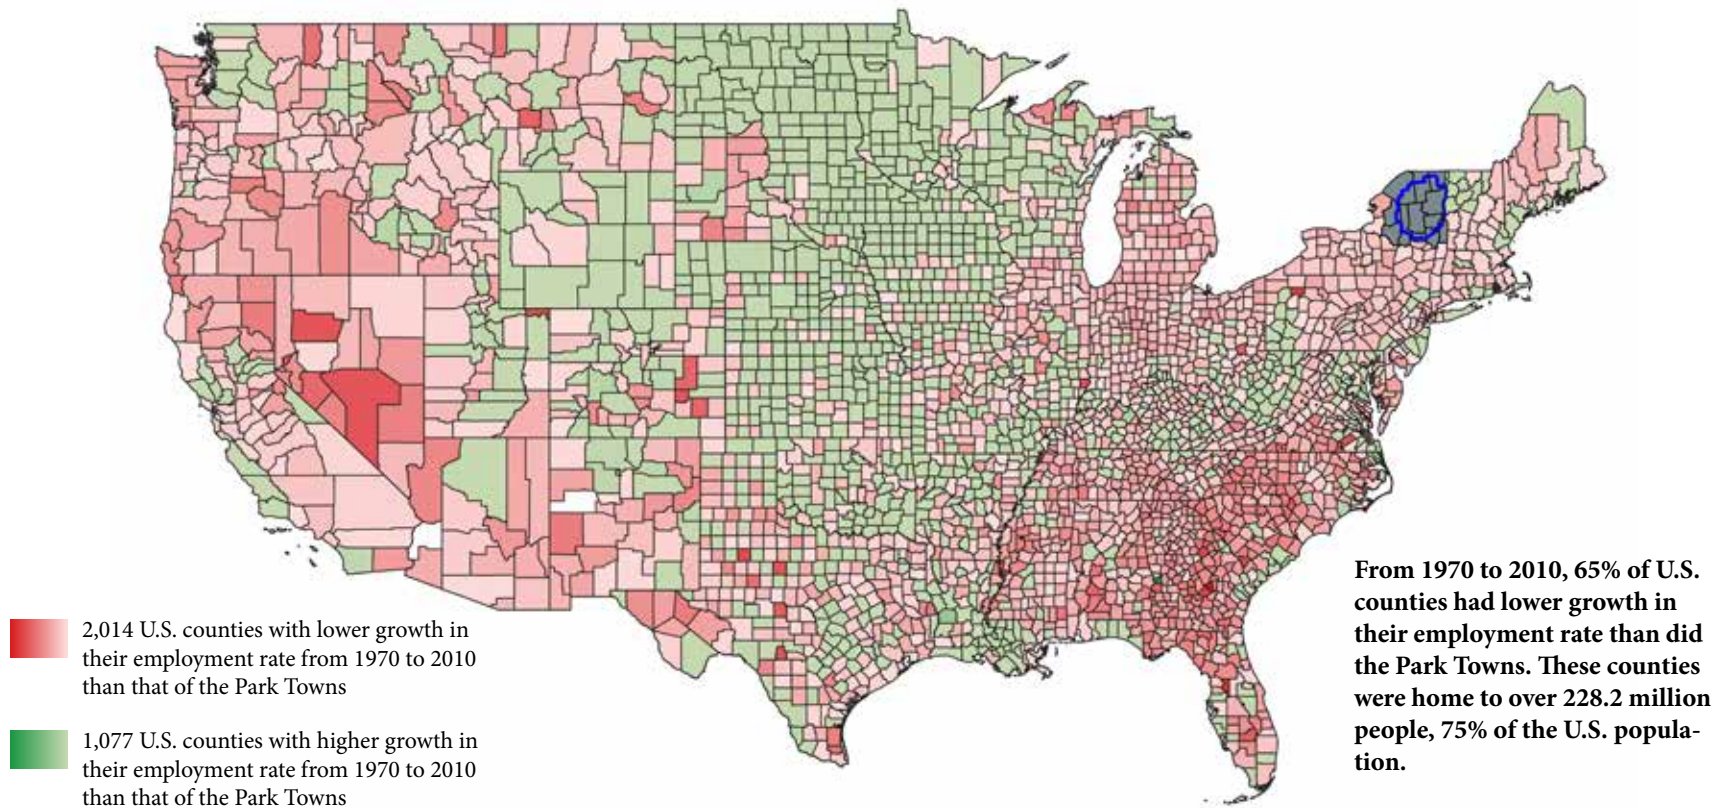 2,014 U.S. counties with lower growth in
their employment rate from 1970 to 2010
than that of the Park Towns
1,077 U.S. counties with higher growth in
their employment rate from 1970 to 2010
than that of the Park Towns
From 1970 to 2010, 65% of U.S.
counties had lower growth in
their employment rate than did
the Park Towns. These counties
were home to over 228.2 million
people, 75% of the U.S. popula-
tion.